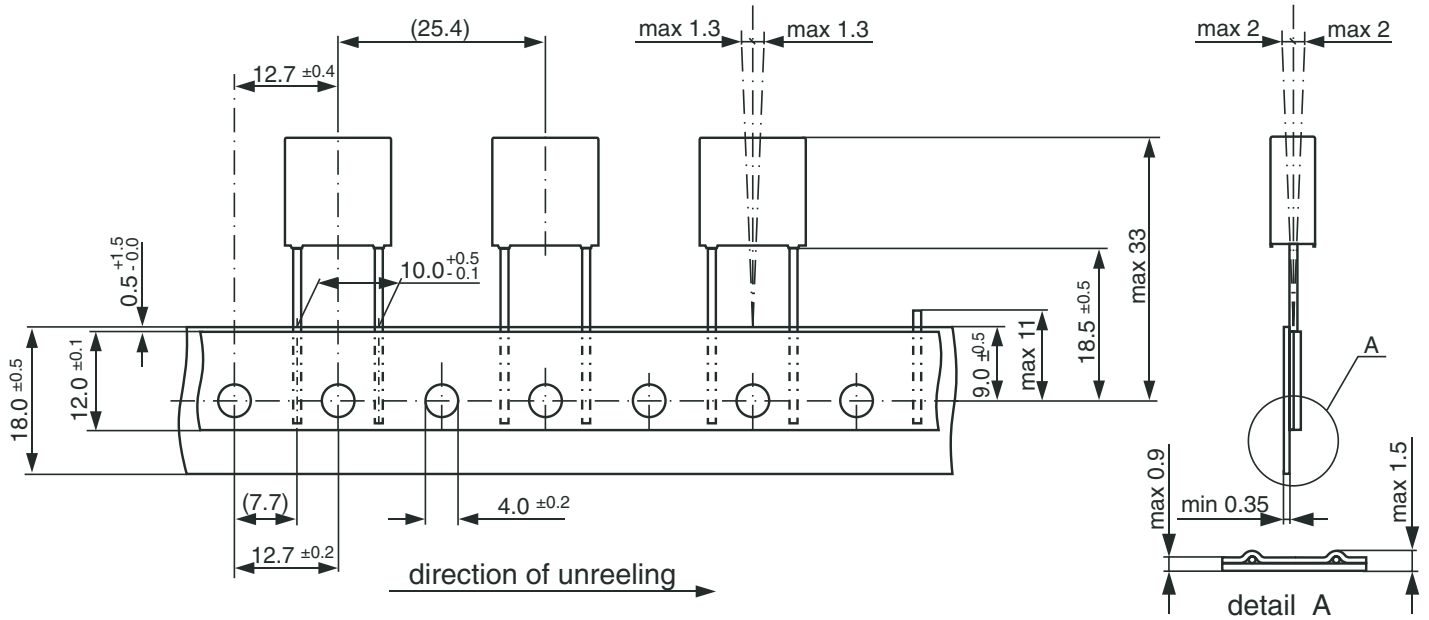 (25.4)
max 1.3
max 1.3
max 2
max 2
12.7 ±0.4
0.5 +1.5 - 0.0
10.0 +0.5 - 0.1
18.0 ±0.5
12.0 ±0.1
9.0 ±0.5
max 11
18.5 ±0.5
max 33
A
(7.7)
4.0 ±0.2
12.7 ±0.2
min 0.35
max 0.9
max 1.5
direction of unreeling
detail A